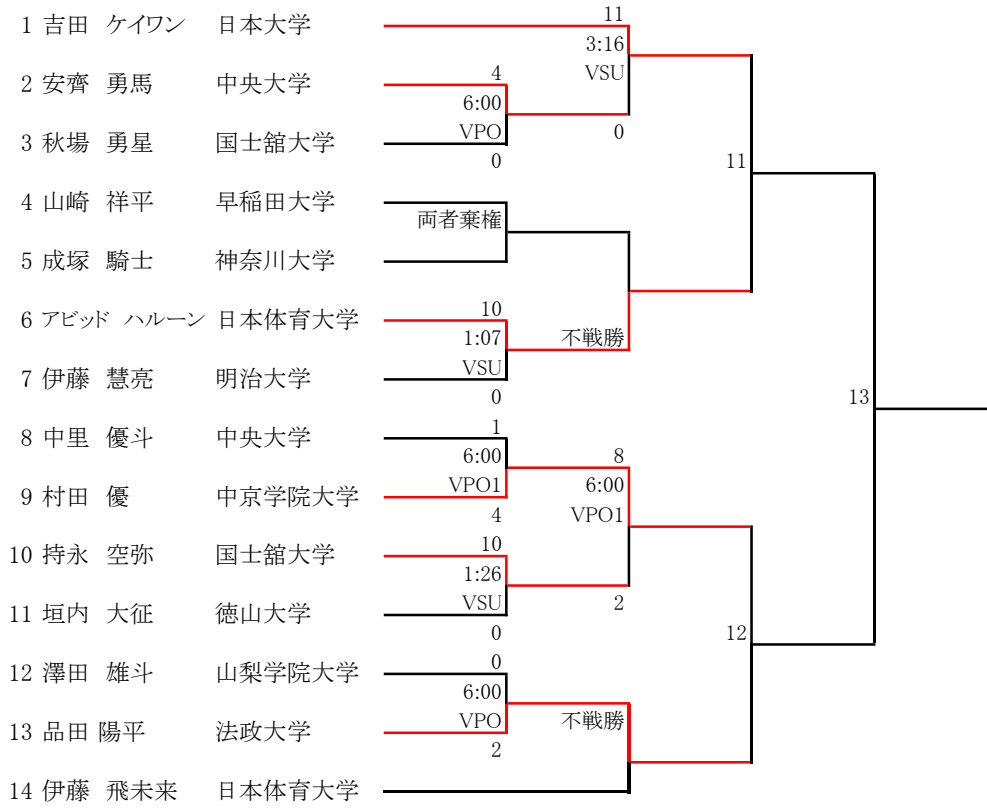 1 吉田 ケイワン 日本大学
11
3:16
VSU
2 安齊 勇馬 中央大学
4
6:00
VPO
0
3 秋場 勇星 国士舘大学
0
11
4 山崎 祥平 早稲田大学
両者棄権
5 成塚 騎士 神奈川大学
6 アビッド ハルーン 日本体育大学
10
1:07
不戦勝
VSU
7 伊藤 慧亮 明治大学
0
13
8 中里 優斗 中央大学
1
6:00
8
VPO1
6:00
9 村田 優 中京学院大学
4
VPO1
10 持永 空弥 国士舘大学
10
1:26
VSU
2
11 垣内 大征 徳山大学
0
12
12 澤田 雄斗 山梨学院大学
0
6:00
VPO
不戦勝
13 品田 陽平 法政大学
2
14 伊藤 飛未来 日本体育大学